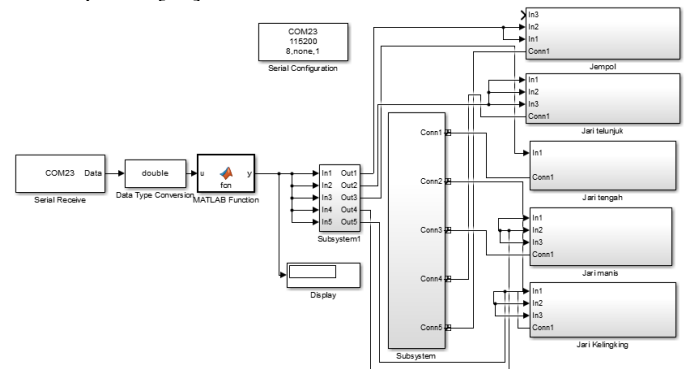 COM23
115200
8,none,1
Serial Configuration
COM23
Data
Serial Receive
double
Data Type Conversion
u
fcn
y
MATLAB Function
In1
In2
In3
In4
In5
Out1
Out2
Out3
Out4
Out5
Subsystem1
Display
Conn1
Conn2
Conn3
Conn4
Conn5
Subsystem
In3
In2
In1
Conn1
Jempol
In1
In2
In3
Conn1
Jari telunjuk
In1
Conn1
Jari tengah
In1
In2
In3
Conn1
Jari manis
In1
In2
In3
Conn1
Jari Kelingking